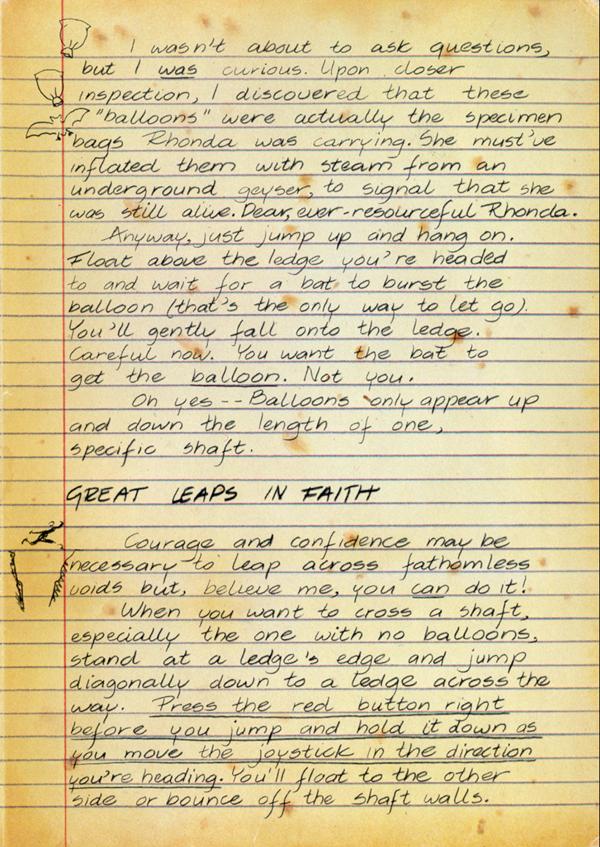 I wasn't about to ask questions,
but I was curious. Upon closer
inspection, I discovered that these
"balloons" were actually the specimen
bags Rhonda was carrying. She must've
inflated them with steam from an
underground geyser, to signal that she
was still alive. Dear, ever-resourceful Rhonda.
Anyway, just jump up and hang on.
Float above the ledge you're headed
to and wait for a bat to burst the
balloon (that's the only way to let go).
You'll gently fall onto the ledge.
Careful now. You want the bat to
get the balloon. Not you.
Oh yes -- Balloons only appear up
and down the length of one,
specific shaft.
GREAT LEAPS IN FAITH
Courage and confidence may be
necessary to leap across fathomless
voids but, believe me, you can do it!
When you want to cross a shaft,
especially the one with no balloons,
stand at a ledge's edge and jump
diagonally down to a ledge across the
way. Press the red button right
before you jump and hold it down as
you move the joystick in the direction
you're heading. You'll float to the other
side or bounce off the shaft walls.